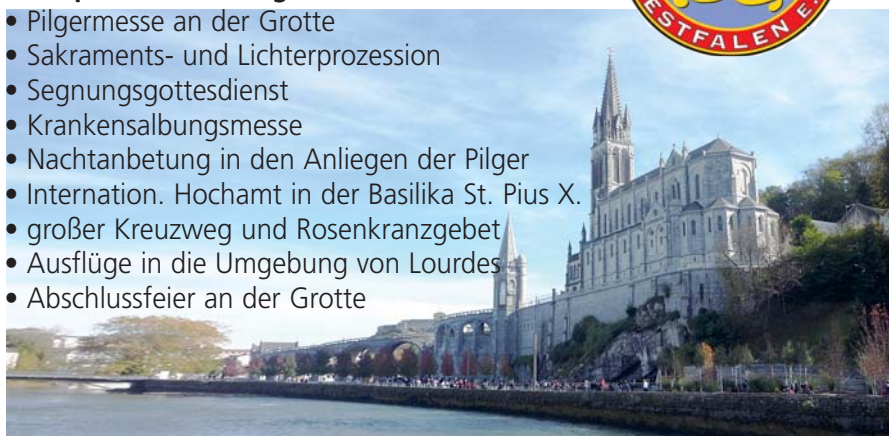 • Pilgermesse an der Grotte
• Sakraments- und Lichterprozession
• Segnungsgottesdienst
• Krankensalbungsmesse
• Nachtanbetung in den Anliegen der Pilger
• Internation. Hochamt in der Basilika St. Pius X.
• großer Kreuzweg und Rosenkranzgebet
• Ausflüge in die Umgebung von Lourdes
• Abschlussfeier an der Grotte
ESTFALEN E.